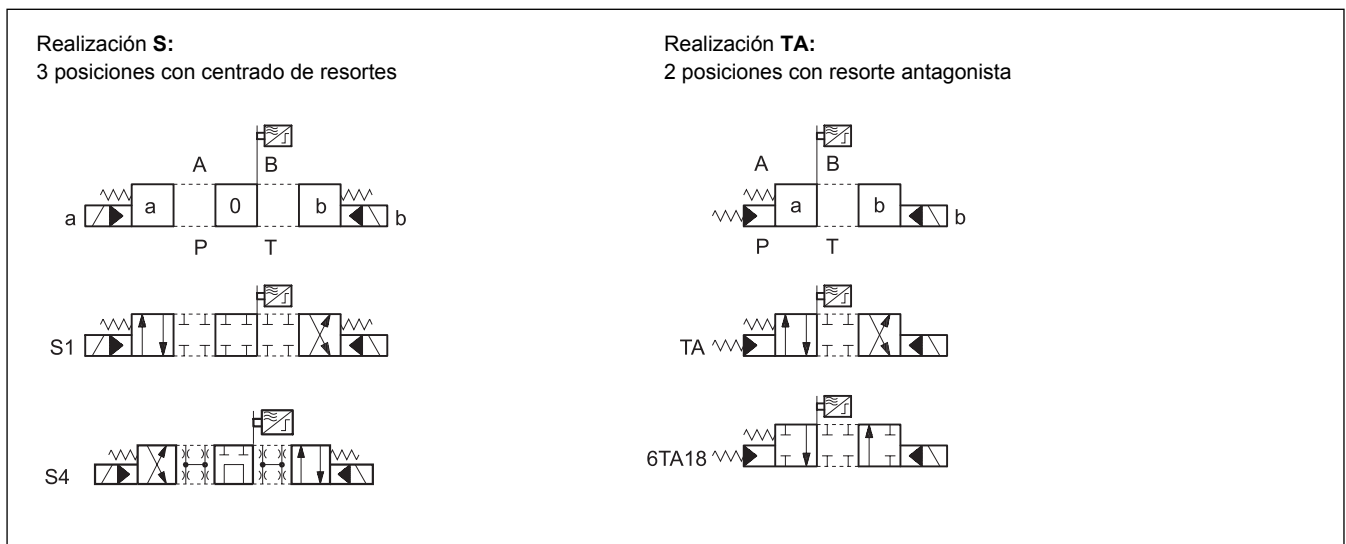 Realización S:
3 posiciones con centrado de resortes
A B
a a 0 b b
P T
S1
S4
Realización TA:
2 posiciones con resorte antagonista
A B
a b b
P T
TA
6TA18